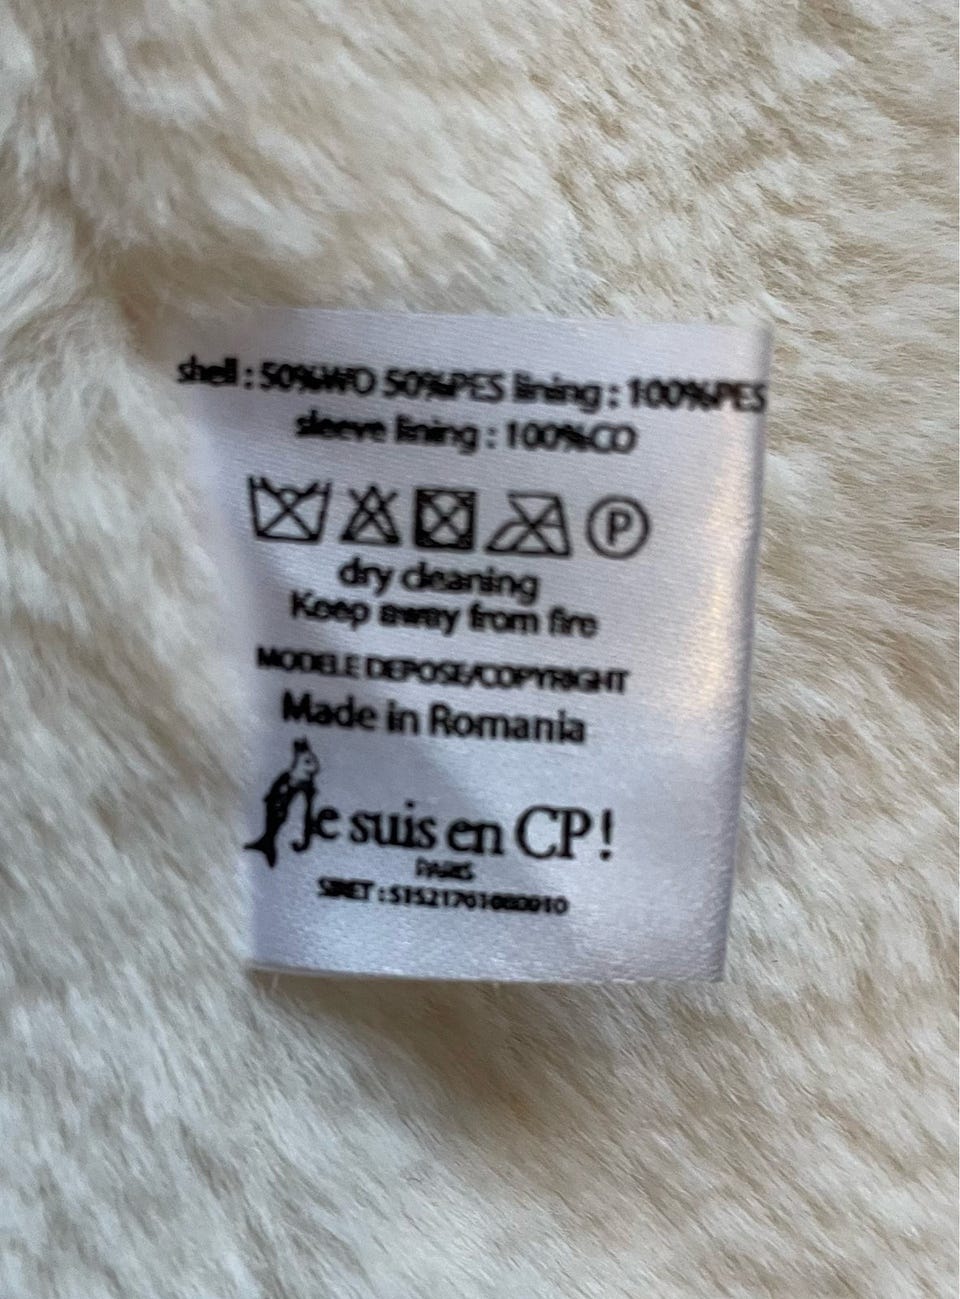 shell : 50%WO 50%PES lining : 100%PES
sleeve lining : 100%CO
P
dry cleaning
Keep away from fire
MODELE DEPOSE/COPYRIGHT
Made in Romania
Je suis en CP !
PARIS
SIRET :